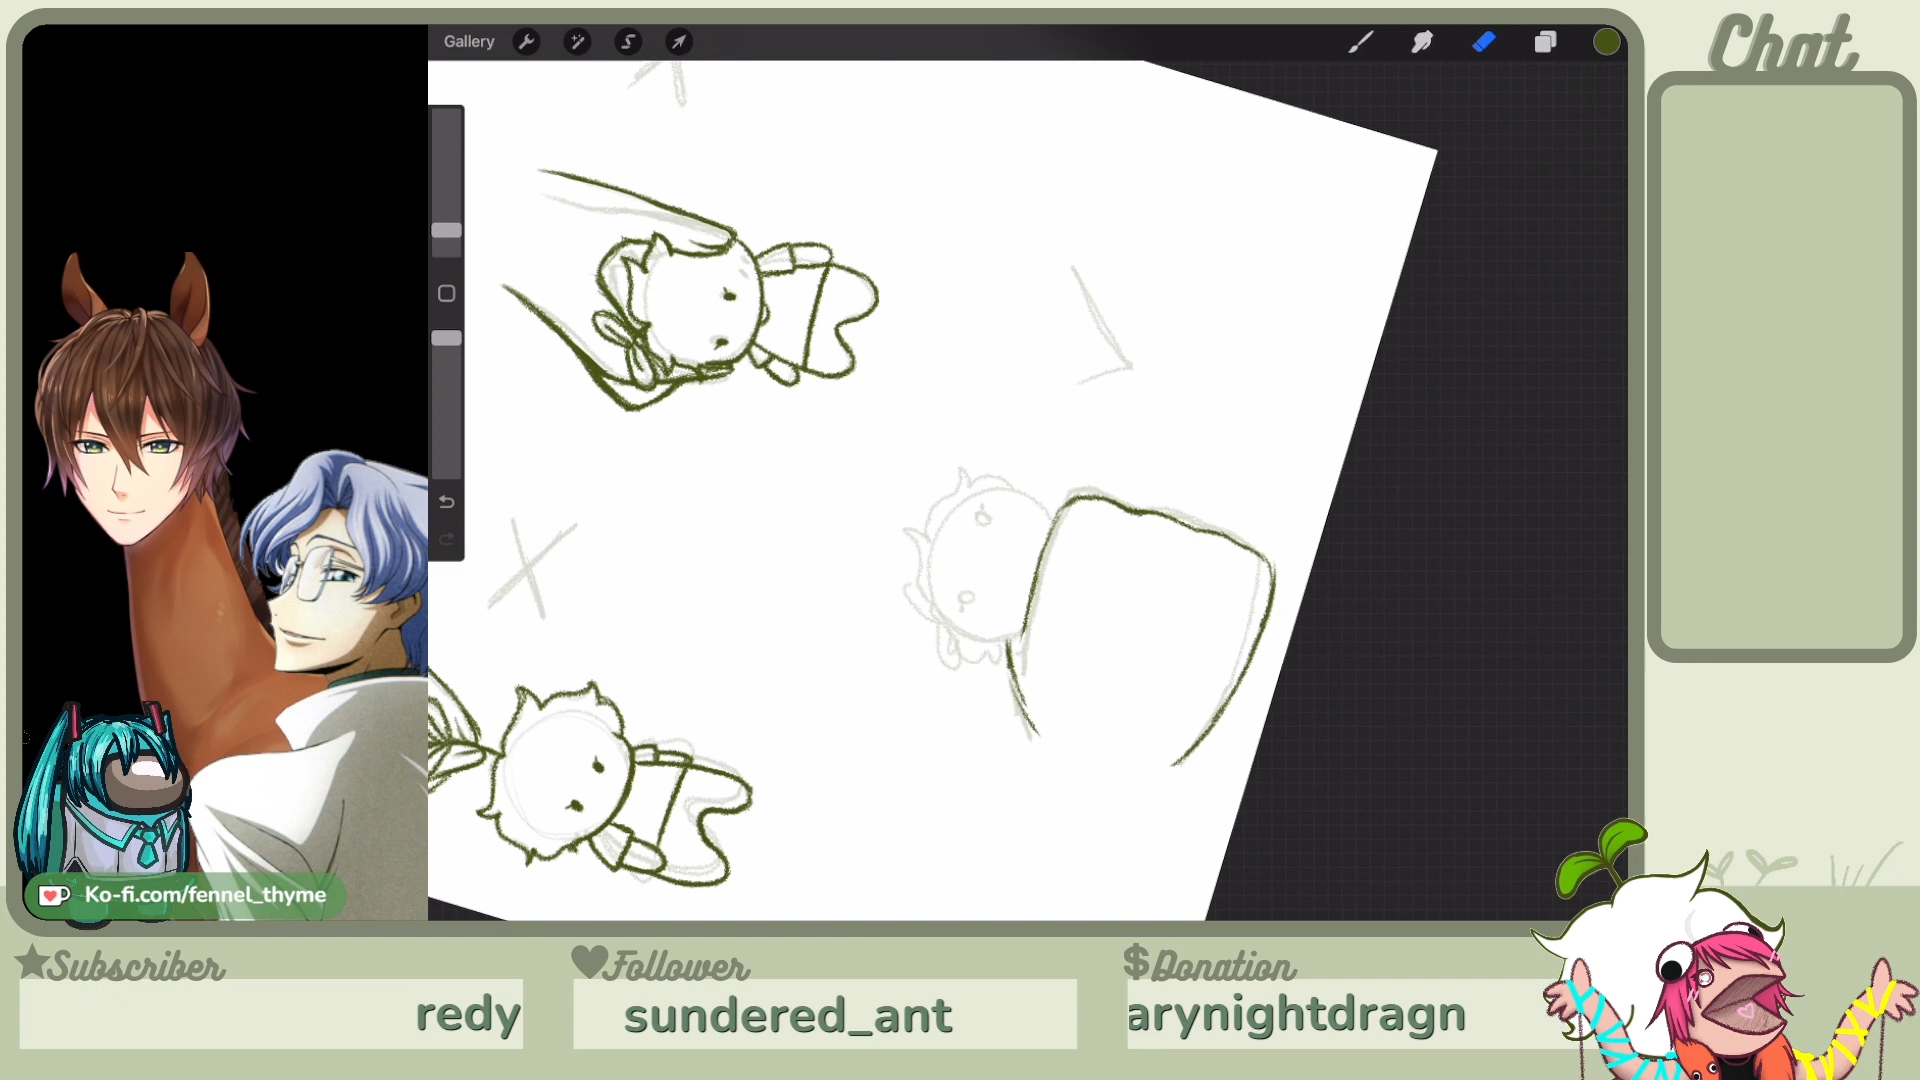 Gallery
Chat
Ko-fi.com/fennel_thyme
Subscriber
redy
Follower
sundered_ant
$Donation
arynightdragn